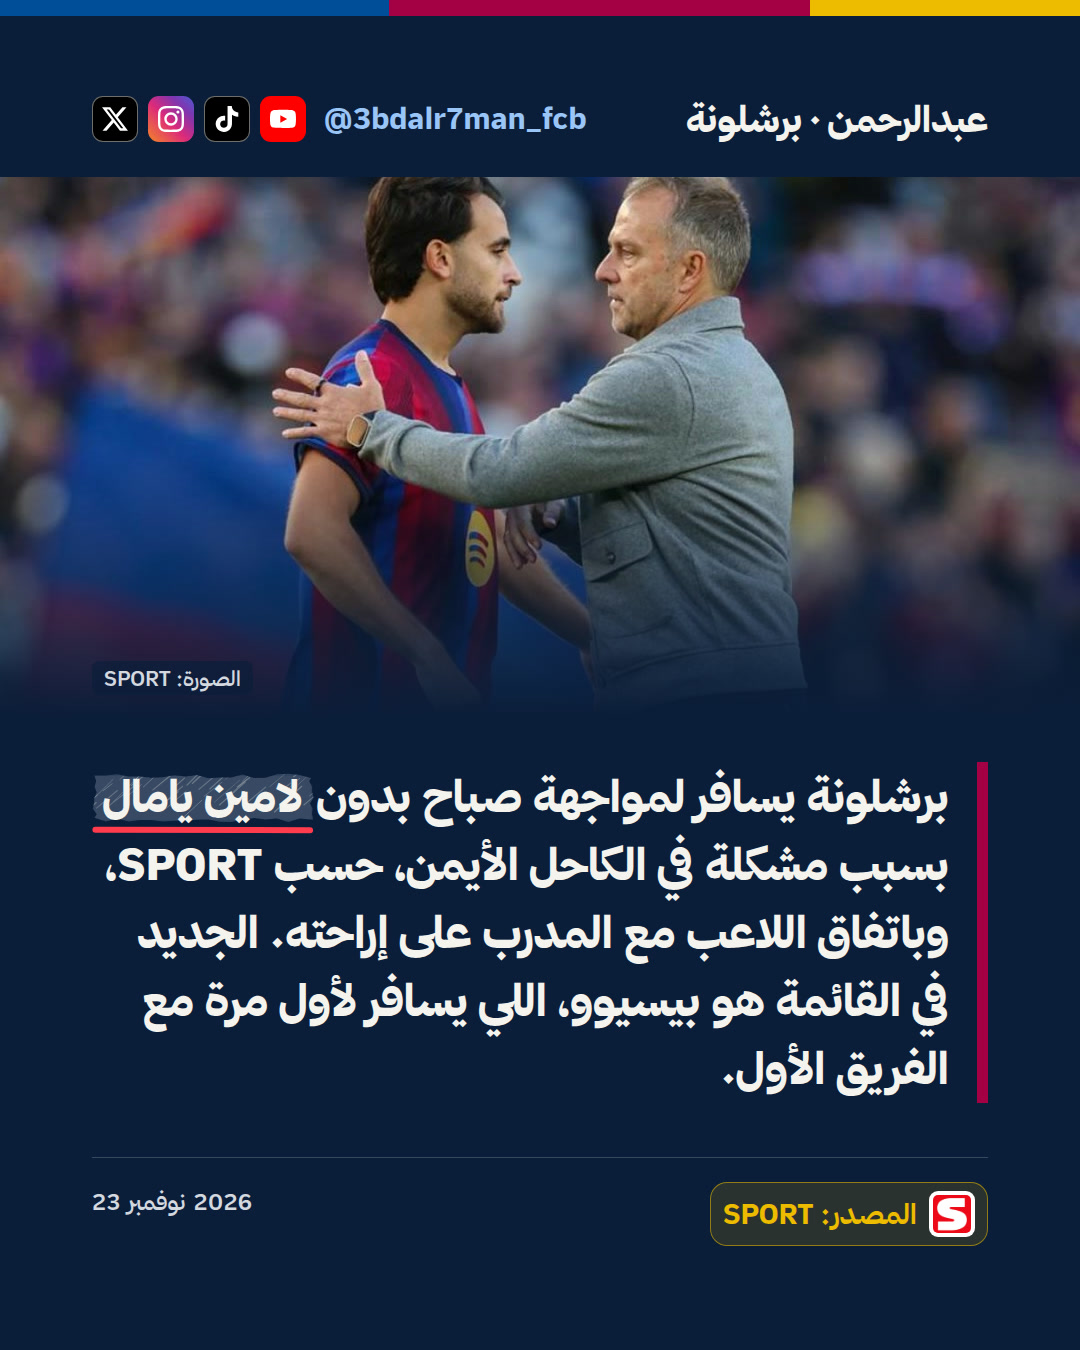 عبدالرحمن · برشلونة
@3bdalr7man_fcb
الصورة: SPORT
برشلونة يسافر لمواجهة صباح بدون لامين يامال
بسبب مشكلة في الكاحل الأيمن، حسب SPORT،
وباتفاق اللاعب مع المدرب على إراحته. الجديد
في القائمة هو بيسيوو، اللي يسافر لأول مرة مع
الفريق الأول.
المصدر: SPORT
23 نوفمبر 2026